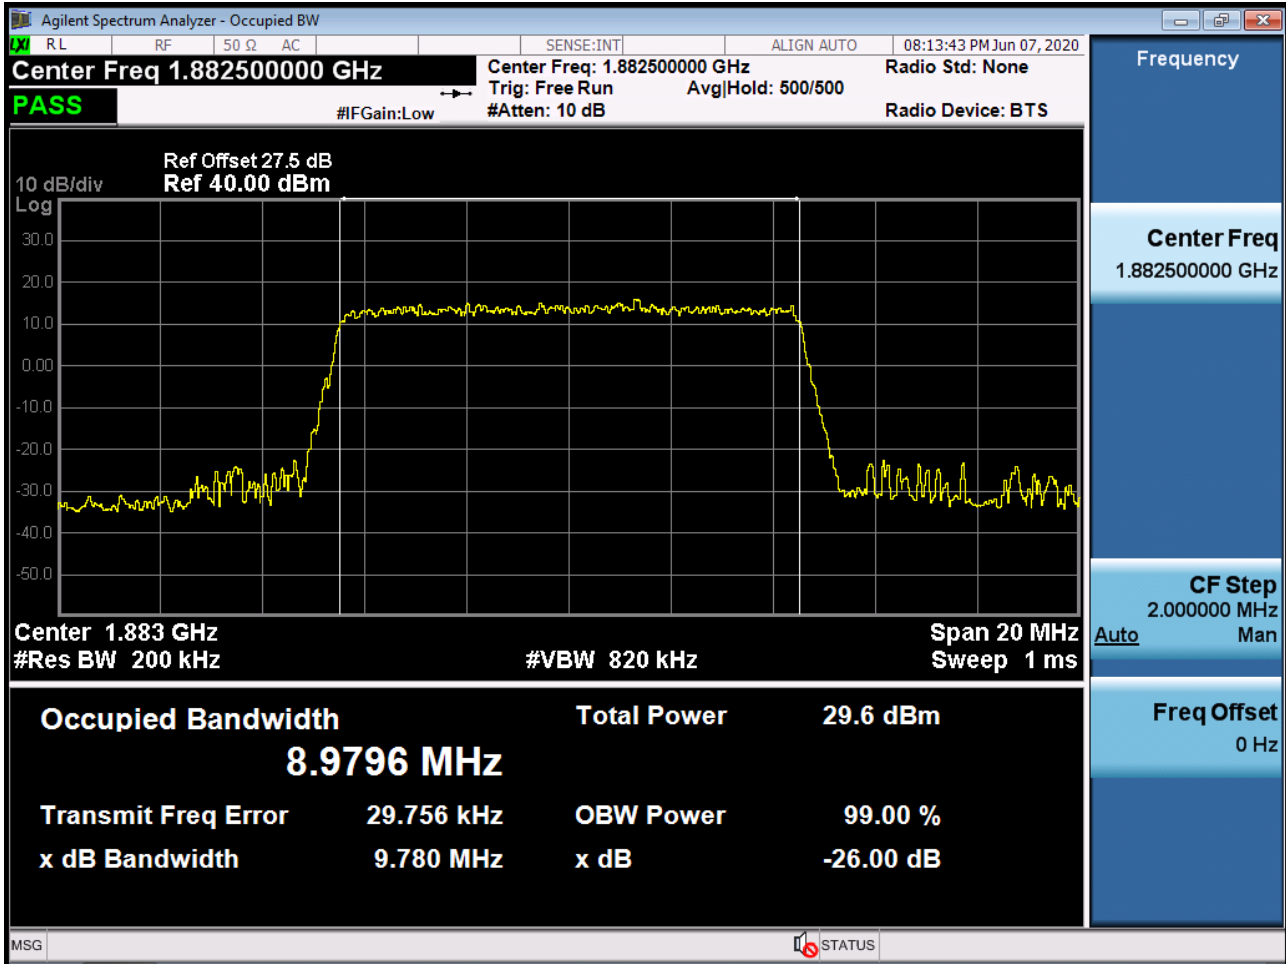 Agilent Spectrum Analyzer - Occupied BW
LXI RL RF 50 Ω AC SENSE:INT ALIGN AUTO 08:13:43 PM Jun 07, 2020
Center Freq 1.882500000 GHz
Center Freq: 1.882500000 GHz Radio Std: None
Trig: Free Run Avg|Hold: 500/500
PASS
#IFGain:Low #Atten: 10 dB Radio Device: BTS
Ref Offset 27.5 dB
10 dB/div Ref 40.00 dBm
Log
30.0
20.0
10.0
0.00
-10.0
-20.0
-30.0
-40.0
-50.0
Center 1.883 GHz Span 20 MHz
#Res BW 200 kHz #VBW 820 kHz Sweep 1 ms
Occupied Bandwidth Total Power 29.6 dBm
8.9796 MHz
Transmit Freq Error 29.756 kHz OBW Power 99.00 %
x dB Bandwidth 9.780 MHz x dB -26.00 dB
MSG STATUS
Frequency
Center Freq
1.882500000 GHz
CF Step
2.000000 MHz
Auto Man
Freq Offset
0 Hz